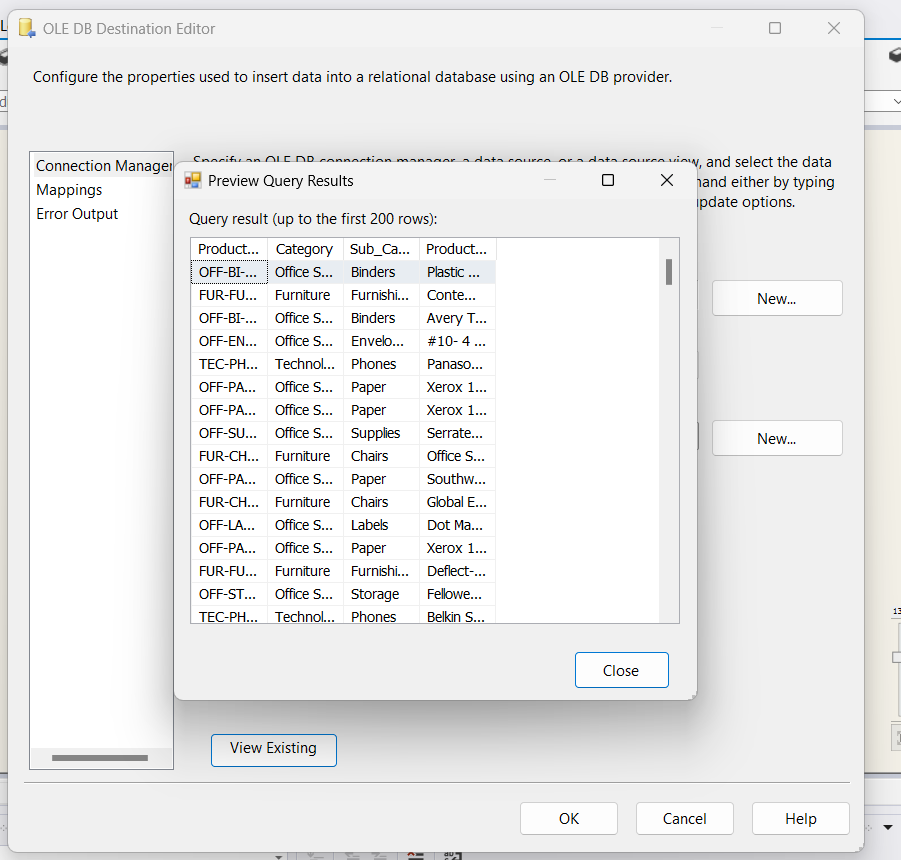 OLE DB Destination Editor
Configure the properties used to insert data into a relational database using an OLE DB provider.
Connection Manager
Mappings
Error Output
Specify an OLE DB connection manager, a data source, or a data source view, and select the data
and either by typing
update options.
Preview Query Results
Query result (up to the first 200 rows):
Product... Category Sub_Ca... Product...
OFF-BI-... Office S... Binders Plastic ...
FUR-FU... Furniture Furnishi... Conte...
OFF-BI-... Office S... Binders Avery T...
OFF-EN... Office S... Envelo... #10- 4 ...
TEC-PH... Technol... Phones Panaso...
OFF-PA... Office S... Paper Xerox 1...
OFF-PA... Office S... Paper Xerox 1...
OFF-SU... Office S... Supplies Serrate...
FUR-CH... Furniture Chairs Office S...
OFF-PA... Office S... Paper Southw...
FUR-CH... Furniture Chairs Global E...
OFF-LA... Office S... Labels Dot Ma...
OFF-PA... Office S... Paper Xerox 1...
FUR-FU... Furniture Furnishi... Deflect-...
OFF-ST... Office S... Storage Fellowe...
TEC-PH... Technol... Phones Belkin S...
New...
New...
Close
View Existing
OK
Cancel
Help